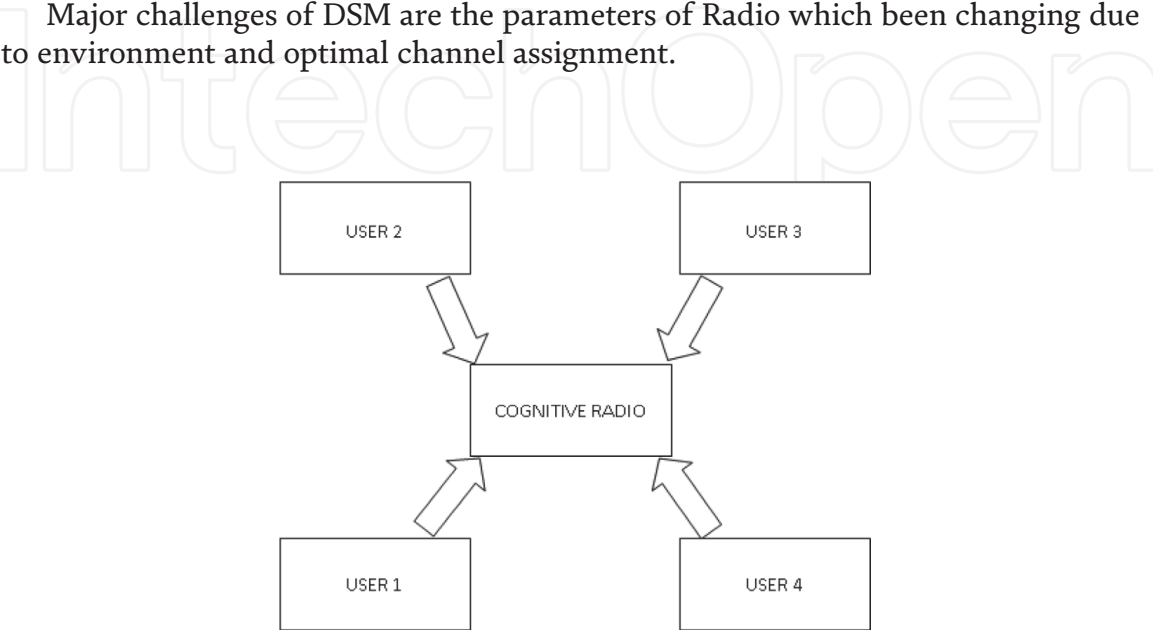 Major challenges of DSM are the parameters of Radio which been changing due
to environment and optimal channel assignment.
IntechOpen
USER 2
USER 3
COGNITIVE RADIO
USER 1
USER 4